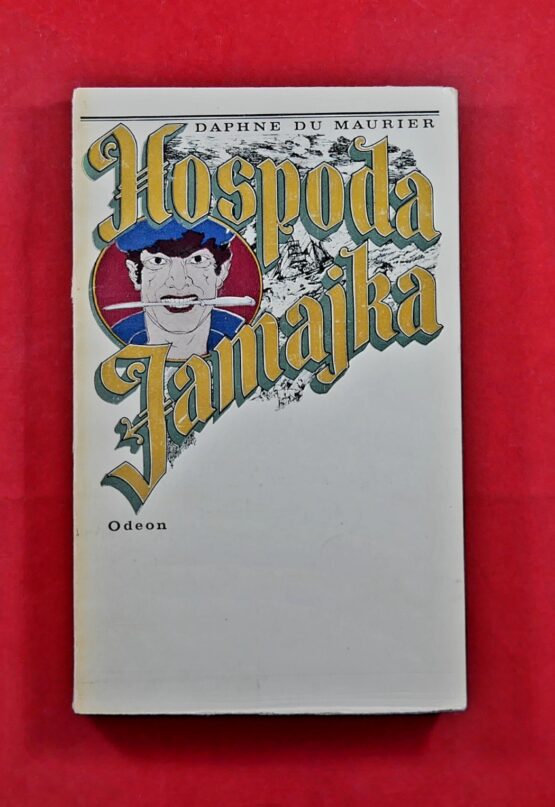 DAPHNE DU MAURIER
Hospoda
Jamajka
Odeon